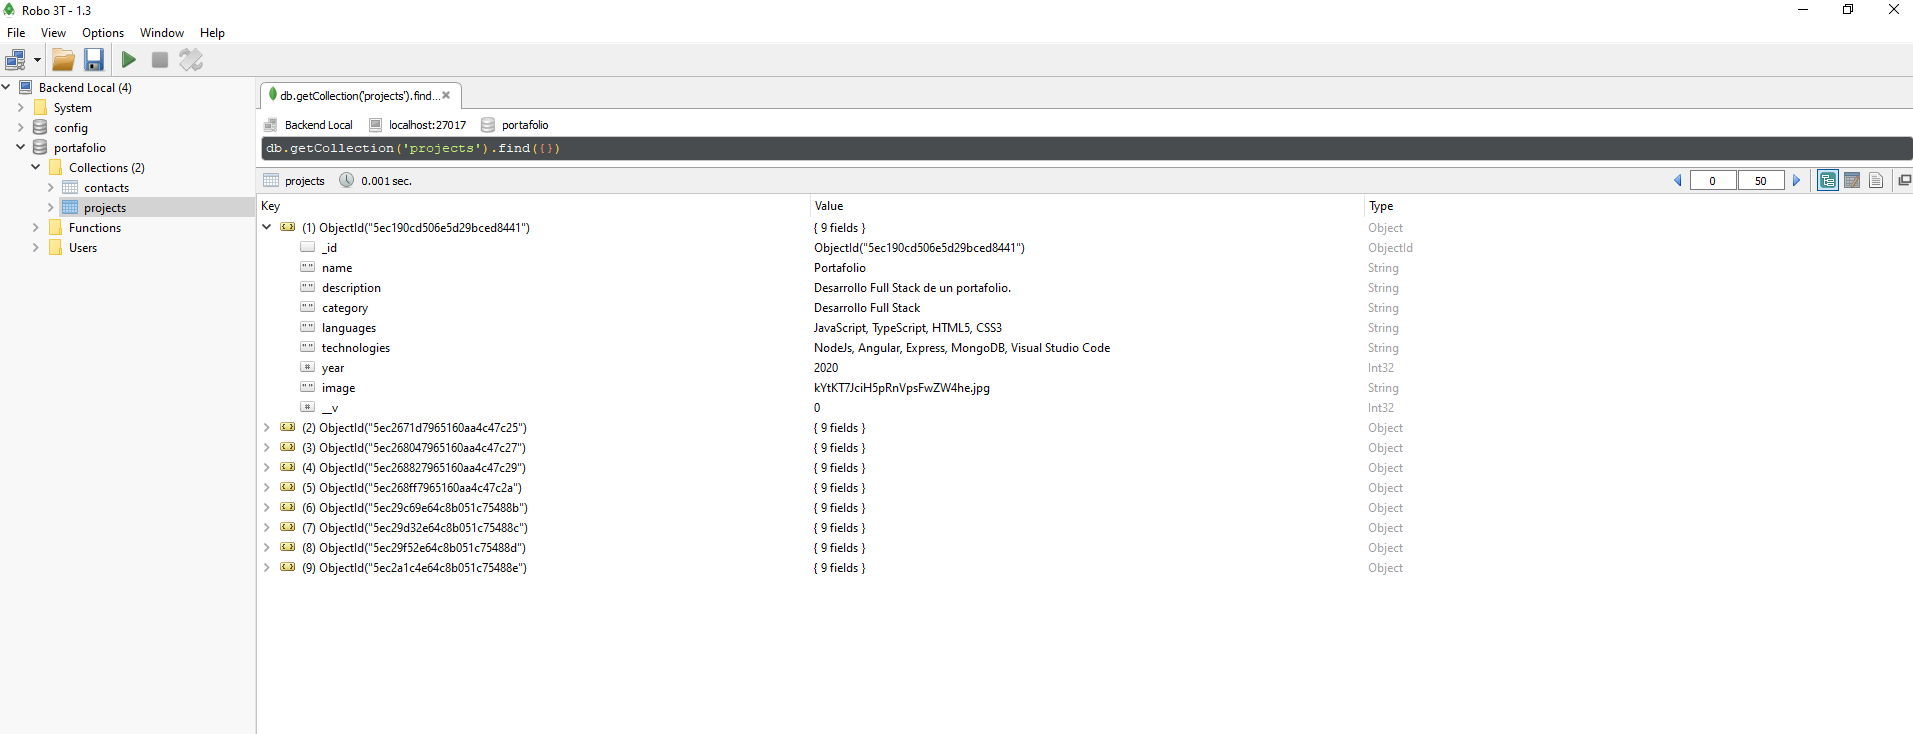 Robo 3T - 1.3
File View Options Window Help
Backend Local (4)
System
config
portafolio
Collections (2)
contacts
projects
Functions
Users
db.getCollection('projects').find...
Backend Local localhost:27017 portafolio
db.getCollection('projects').find({})
projects 0.001 sec. 0 50
Key Value Type
(1) ObjectId("5ec190cd506e5d29bced8441") { 9 fields } Object
_id ObjectId("5ec190cd506e5d29bced8441") ObjectId
name Portafolio String
description Desarrollo Full Stack de un portafolio. String
category Desarrollo Full Stack String
languages JavaScript, TypeScript, HTML5, CSS3 String
technologies NodeJs, Angular, Express, MongoDB, Visual Studio Code String
year 2020 Int32
image kYtKT7JciH5pRnVpsFwZW4he.jpg String
__v 0 Int32
(2) ObjectId("5ec2671d7965160aa4c47c25") { 9 fields } Object
(3) ObjectId("5ec268047965160aa4c47c27") { 9 fields } Object
(4) ObjectId("5ec268827965160aa4c47c29") { 9 fields } Object
(5) ObjectId("5ec268ff7965160aa4c47c2a") { 9 fields } Object
(6) ObjectId("5ec29c69e64c8b051c75488b") { 9 fields } Object
(7) ObjectId("5ec29d32e64c8b051c75488c") { 9 fields } Object
(8) ObjectId("5ec29f52e64c8b051c75488d") { 9 fields } Object
(9) ObjectId("5ec2a1c4e64c8b051c75488e") { 9 fields } Object